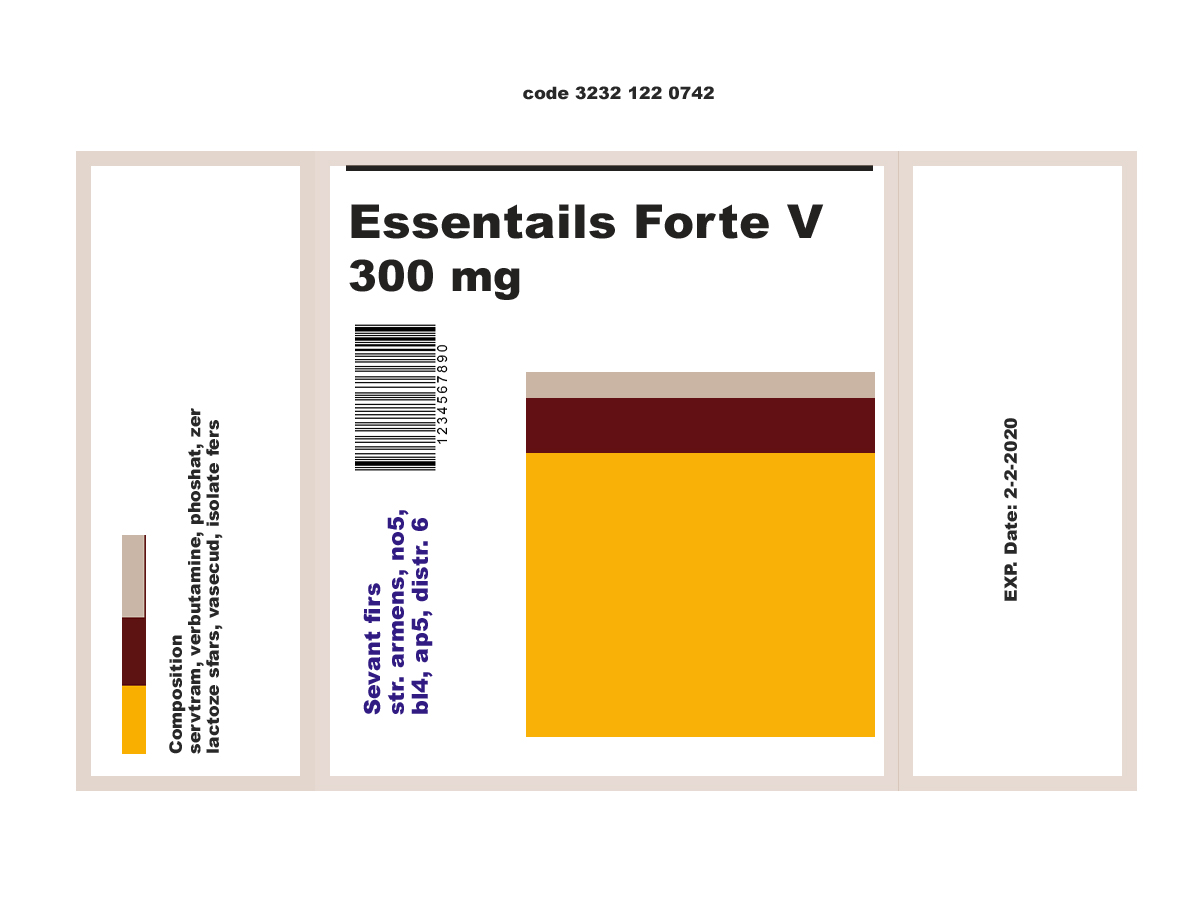 code 3232 122 0742
Essentails Forte V
300 mg
1234567890
Sevant firs
str. armens, no5,
bl4, ap5, distr. 6
Composition
servtram, verbutamine, phoshat, zer
lactoze sfars, vasecud, isolate fers
EXP. Date: 2-2-2020